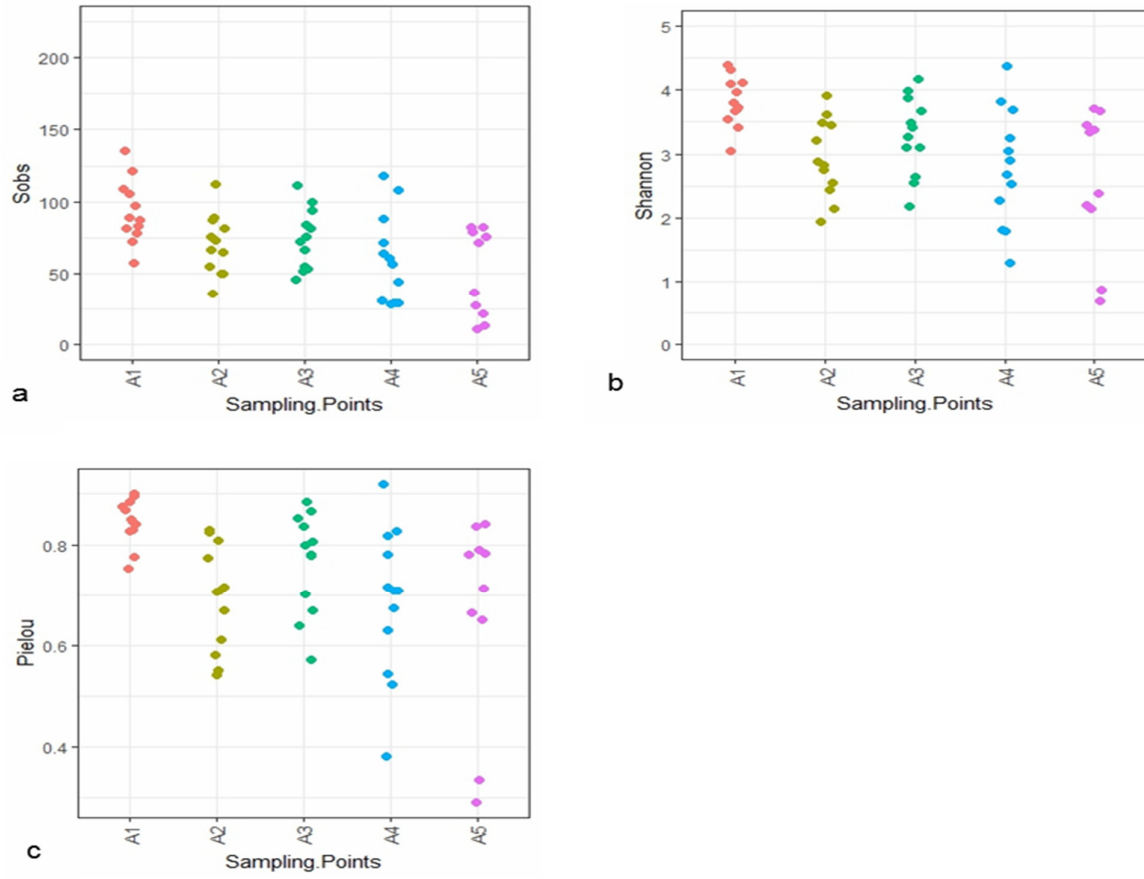 200
150
100
50
0
Sobs
A1 A2 A3 A4 A5
Sampling.Points
a
5
4
3
2
1
0
Shannon
A1 A2 A3 A4 A5
Sampling.Points
b
0.8
0.6
0.4
Pielou
A1 A2 A3 A4 A5
Sampling.Points
c